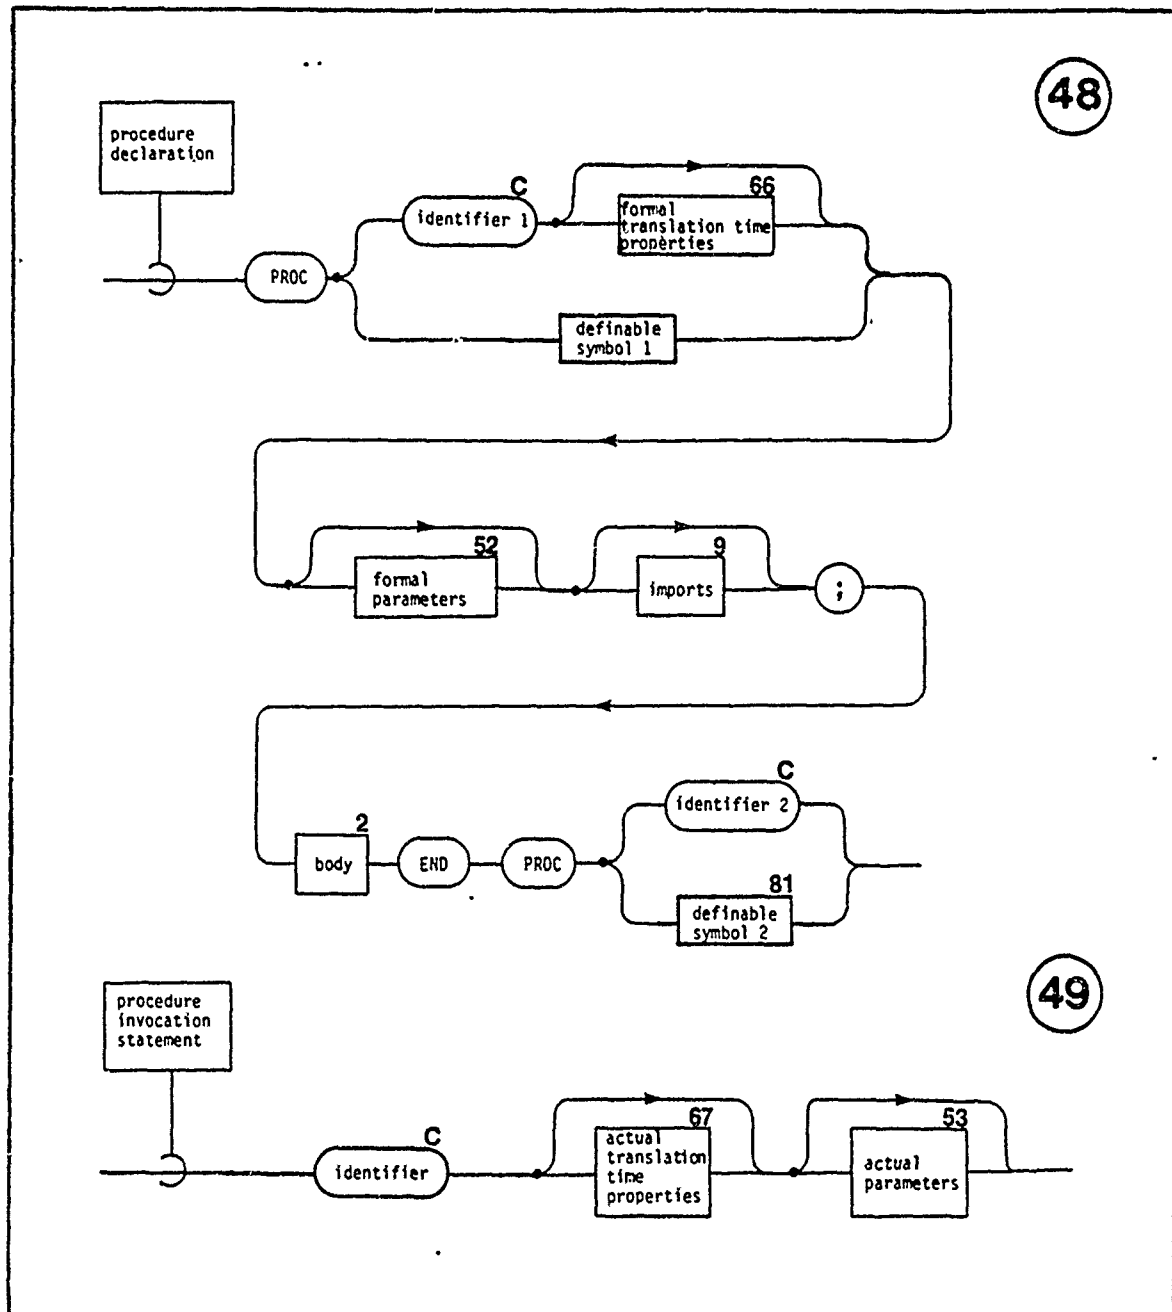 48
procedure
declaration
C
identifier 1
66
formal
translation time
properties
PROC
definable
symbol 1
52
formal
parameters
9
imports
;
C
identifier 2
2
body
END
PROC
81
definable
symbol 2
49
procedure
invocation
statement
C
identifier
67
actual
translation
time
properties
53
actual
parameters